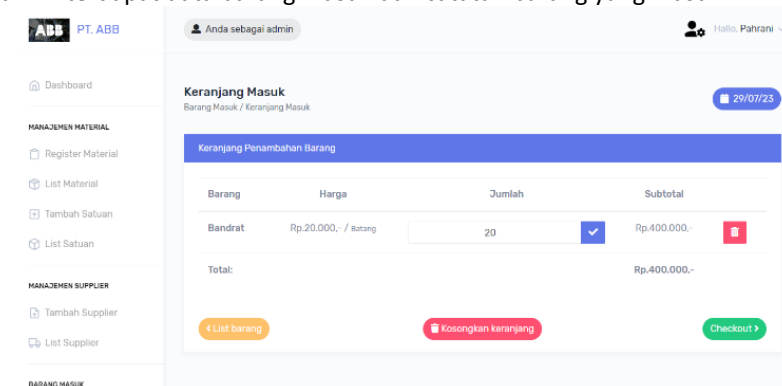 ABB PT. ABB
Anda sebagai admin
Hallo, Pahrani
Dashboard
Keranjang Masuk
Barang Masuk / Keranjang Masuk
29/07/23
MANAJEMEN MATERIAL
Register Material
List Material
Tambah Satuan
List Satuan
Keranjang Penambahan Barang
Barang Harga Jumlah Subtotal
Bandrat Rp.20.000,- / Batang 20 Rp.400.000,-
Total: Rp.400.000,-
MANAJEMEN SUPPLIER
Tambah Supplier
List Supplier
List barang
Kosongkan keranjang
Checkout
BARANG MASUK